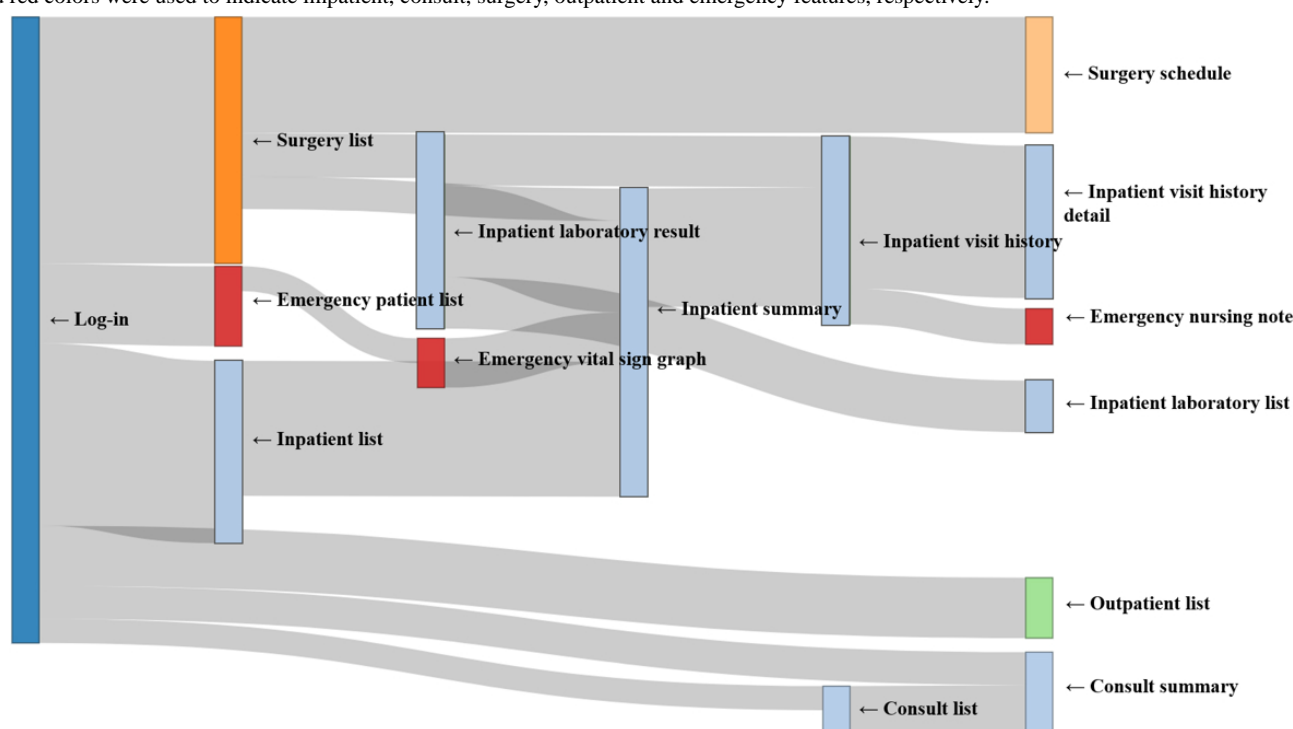 red colors were used to indicate inpatient, consult, surgery, outpatient and emergency features, respectively.
← Surgery schedule
← Surgery list
← Inpatient visit history
detail
← Inpatient laboratory result
← Inpatient visit history
← Emergency patient list
← Inpatient summary
← Emergency nursing note
← Log-in
← Emergency vital sign graph
← Inpatient laboratory list
← Inpatient list
← Outpatient list
← Consult summary
← Consult list